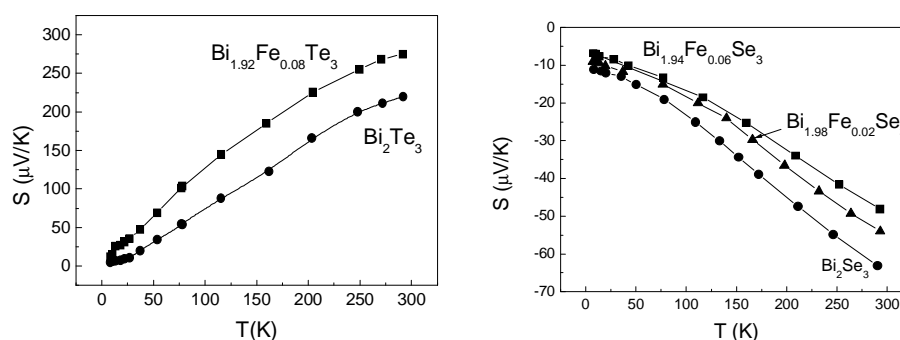 300
250
200
150
100
50
0
S (μV/K)
Bi₁.₉₂Fe₀.₀₈Te₃
Bi₂Te₃
0 50 100 150 200 250 300
T(K)
0
-10
-20
-30
-40
-50
-60
-70
S (μV/K)
Bi₁.₉₄Fe₀.₀₆Se₃
Bi₁.₉₈Fe₀.₀₂Se
Bi₂Se₃
0 50 100 150 200 250 300
T (K)